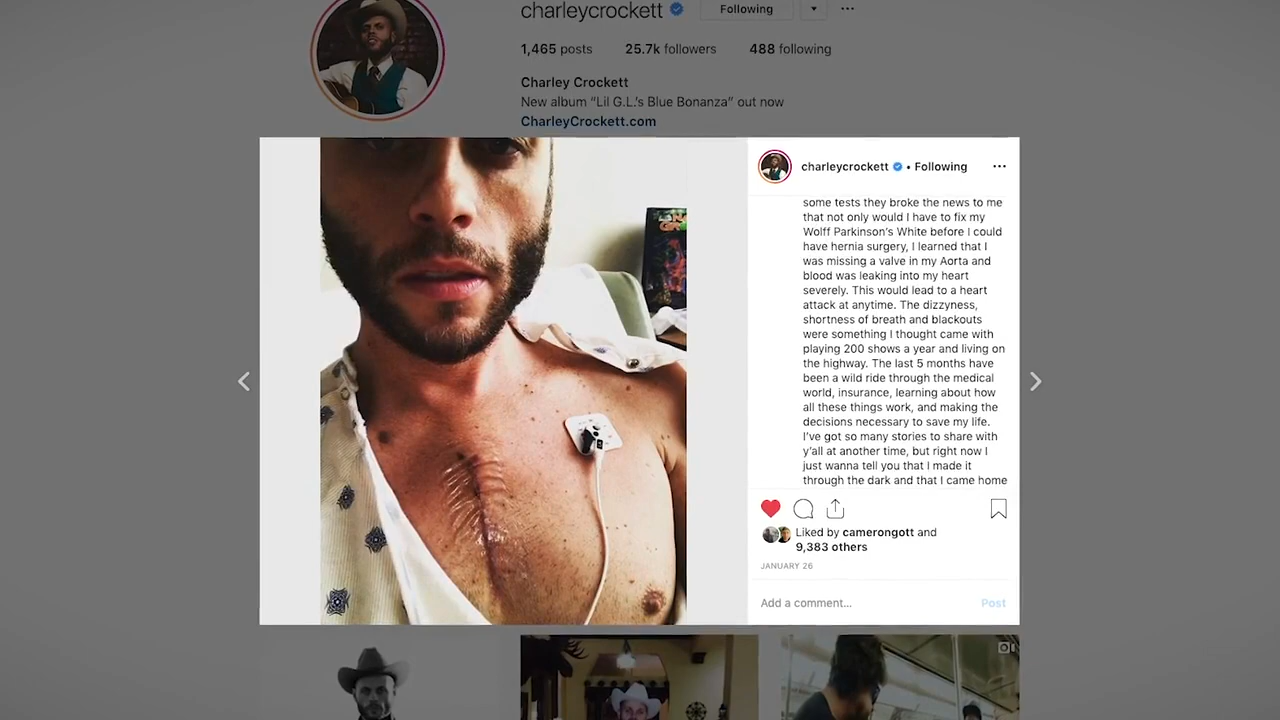 charleycrockett Following
1,465 posts 25.7k followers 488 following
Charley Crockett
New album “Lil G.L.’s Blue Bonanza” out now
CharleyCrockett.com
charleycrockett • Following
some tests they broke the news to me
that not only would I have to fix my
Wolff Parkinson’s White before I could
have hernia surgery, I learned that I
was missing a valve in my Aorta and
blood was leaking into my heart
severely. This would lead to a heart
attack at anytime. The dizzyness,
shortness of breath and blackouts
were something I thought came with
playing 200 shows a year and living on
the highway. The last 5 months have
been a wild ride through the medical
world, insurance, learning about how
all these things work, and making the
decisions necessary to save my life.
I’ve got so many stories to share with
y’all at another time, but right now I
just wanna tell you that I made it
through the dark and that I came home
Liked by camerongott and
9,383 others
JANUARY 26
Add a comment... Post